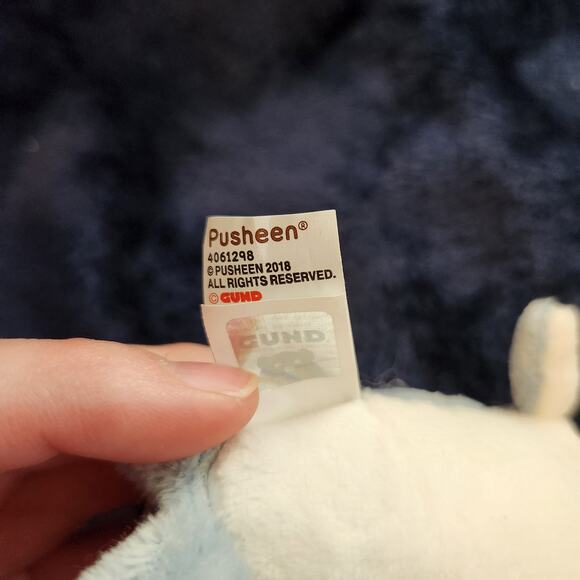 Pusheen®
4061298
© PUSHEEN 2018
ALL RIGHTS RESERVED.
© GUND
GUND